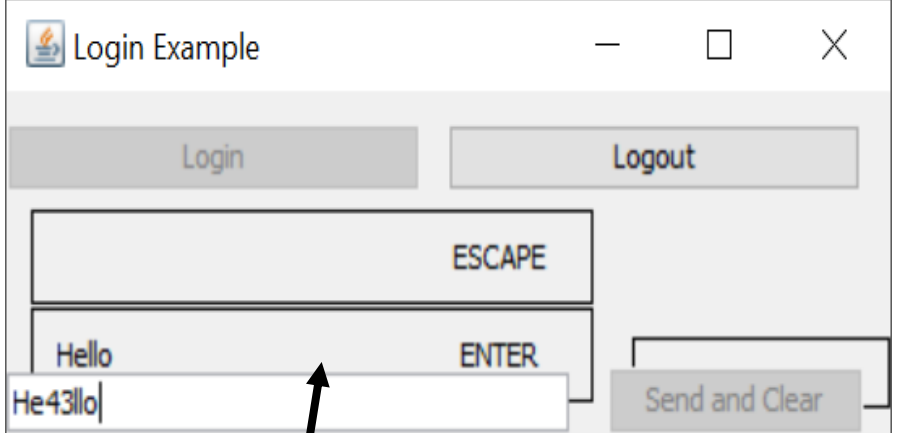 Login Example
Login Logout
ESCAPE
Hello ENTER
He43llo Send and Clear